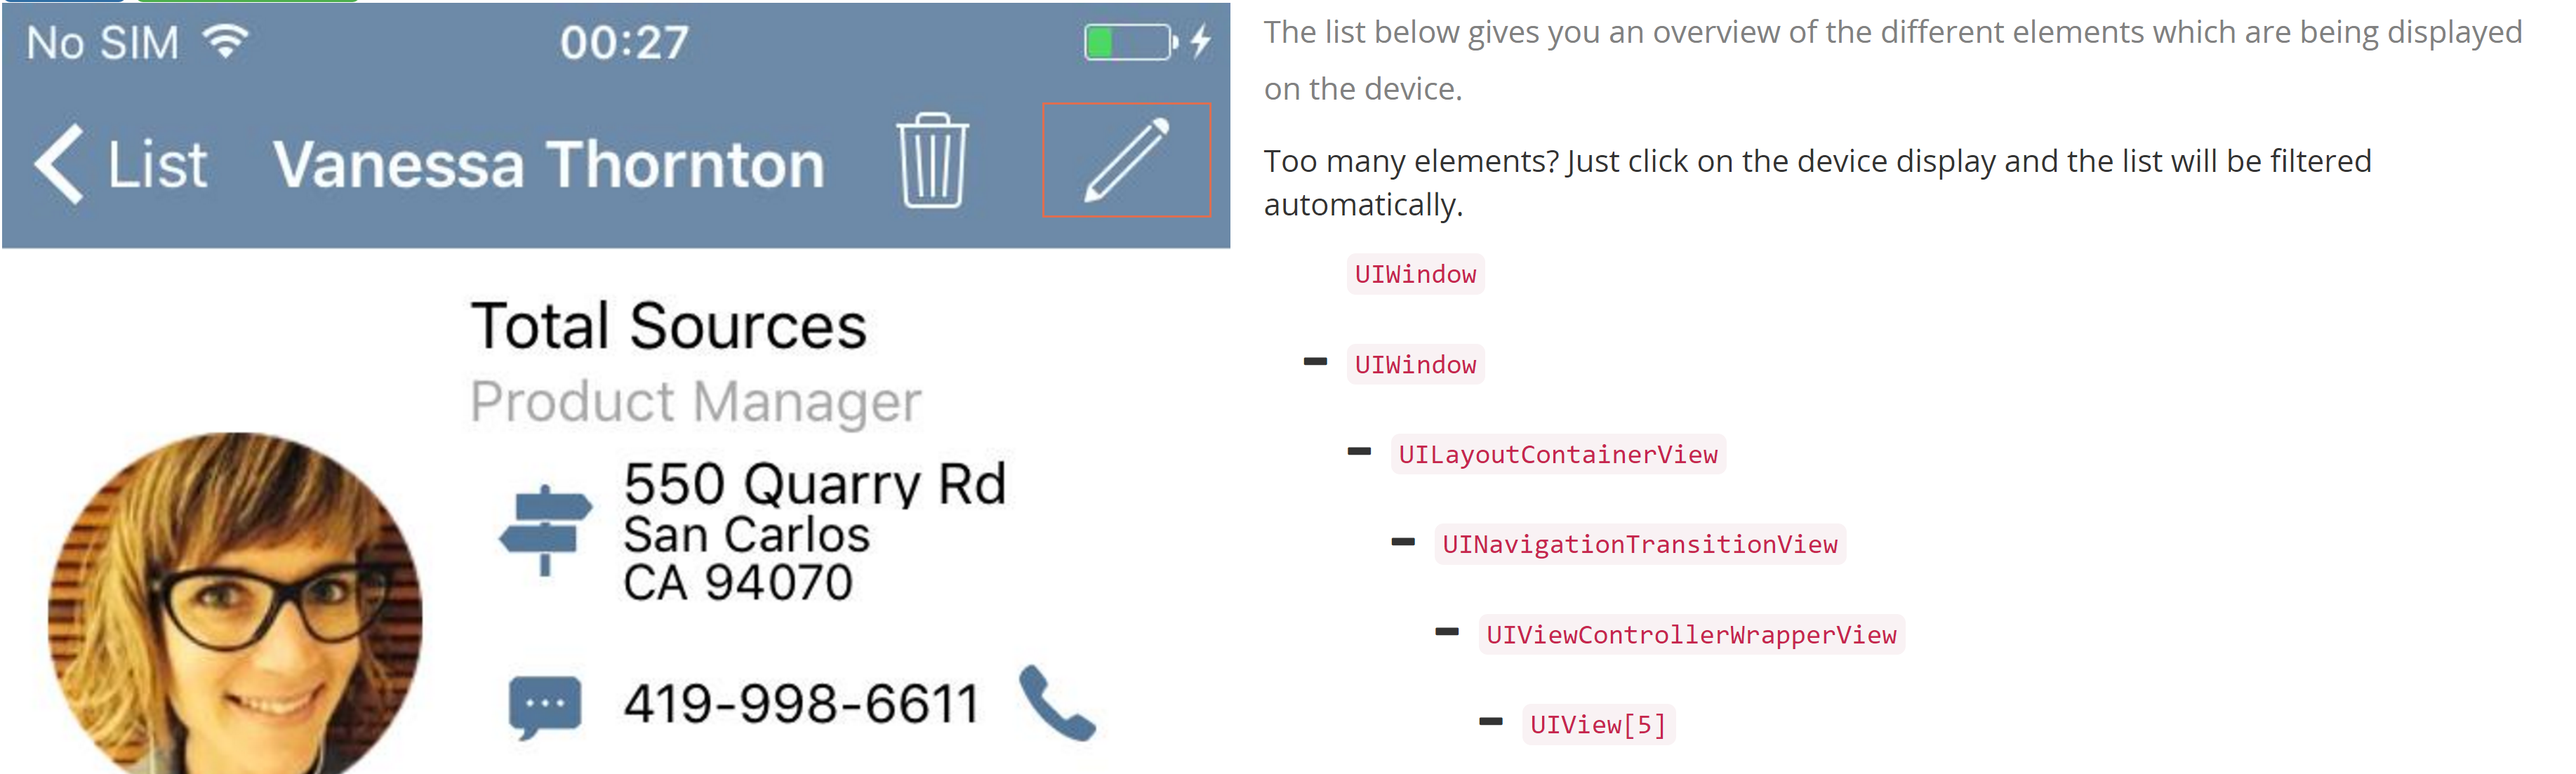 No SIM
00:27
List
Vanessa Thornton
Total Sources
Product Manager
550 Quarry Rd
San Carlos
CA 94070
419-998-6611
The list below gives you an overview of the different elements which are being displayed
on the device.
Too many elements? Just click on the device display and the list will be filtered
automatically.
UIWindow
UIWindow
UILayoutContainerView
UINavigationTransitionView
UIViewControllerWrapperView
UIView[5]